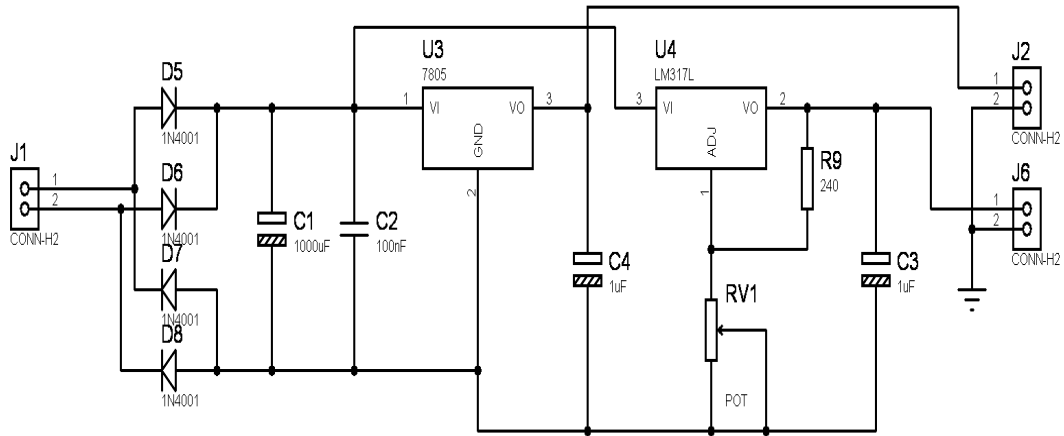 J1
1
2
CONN-H2
D5
1N4001
D6
1N4001
D7
1N4001
D8
1N4001
C1
1000uF
C2
100nF
U3
7805
1
VI
VO
3
GND
2
C4
1uF
U4
LM317L
3
VI
VO
2
ADJ
1
R9
240
RV1
POT
C3
1uF
J2
1
2
CONN-H2
J6
1
2
CONN-H2